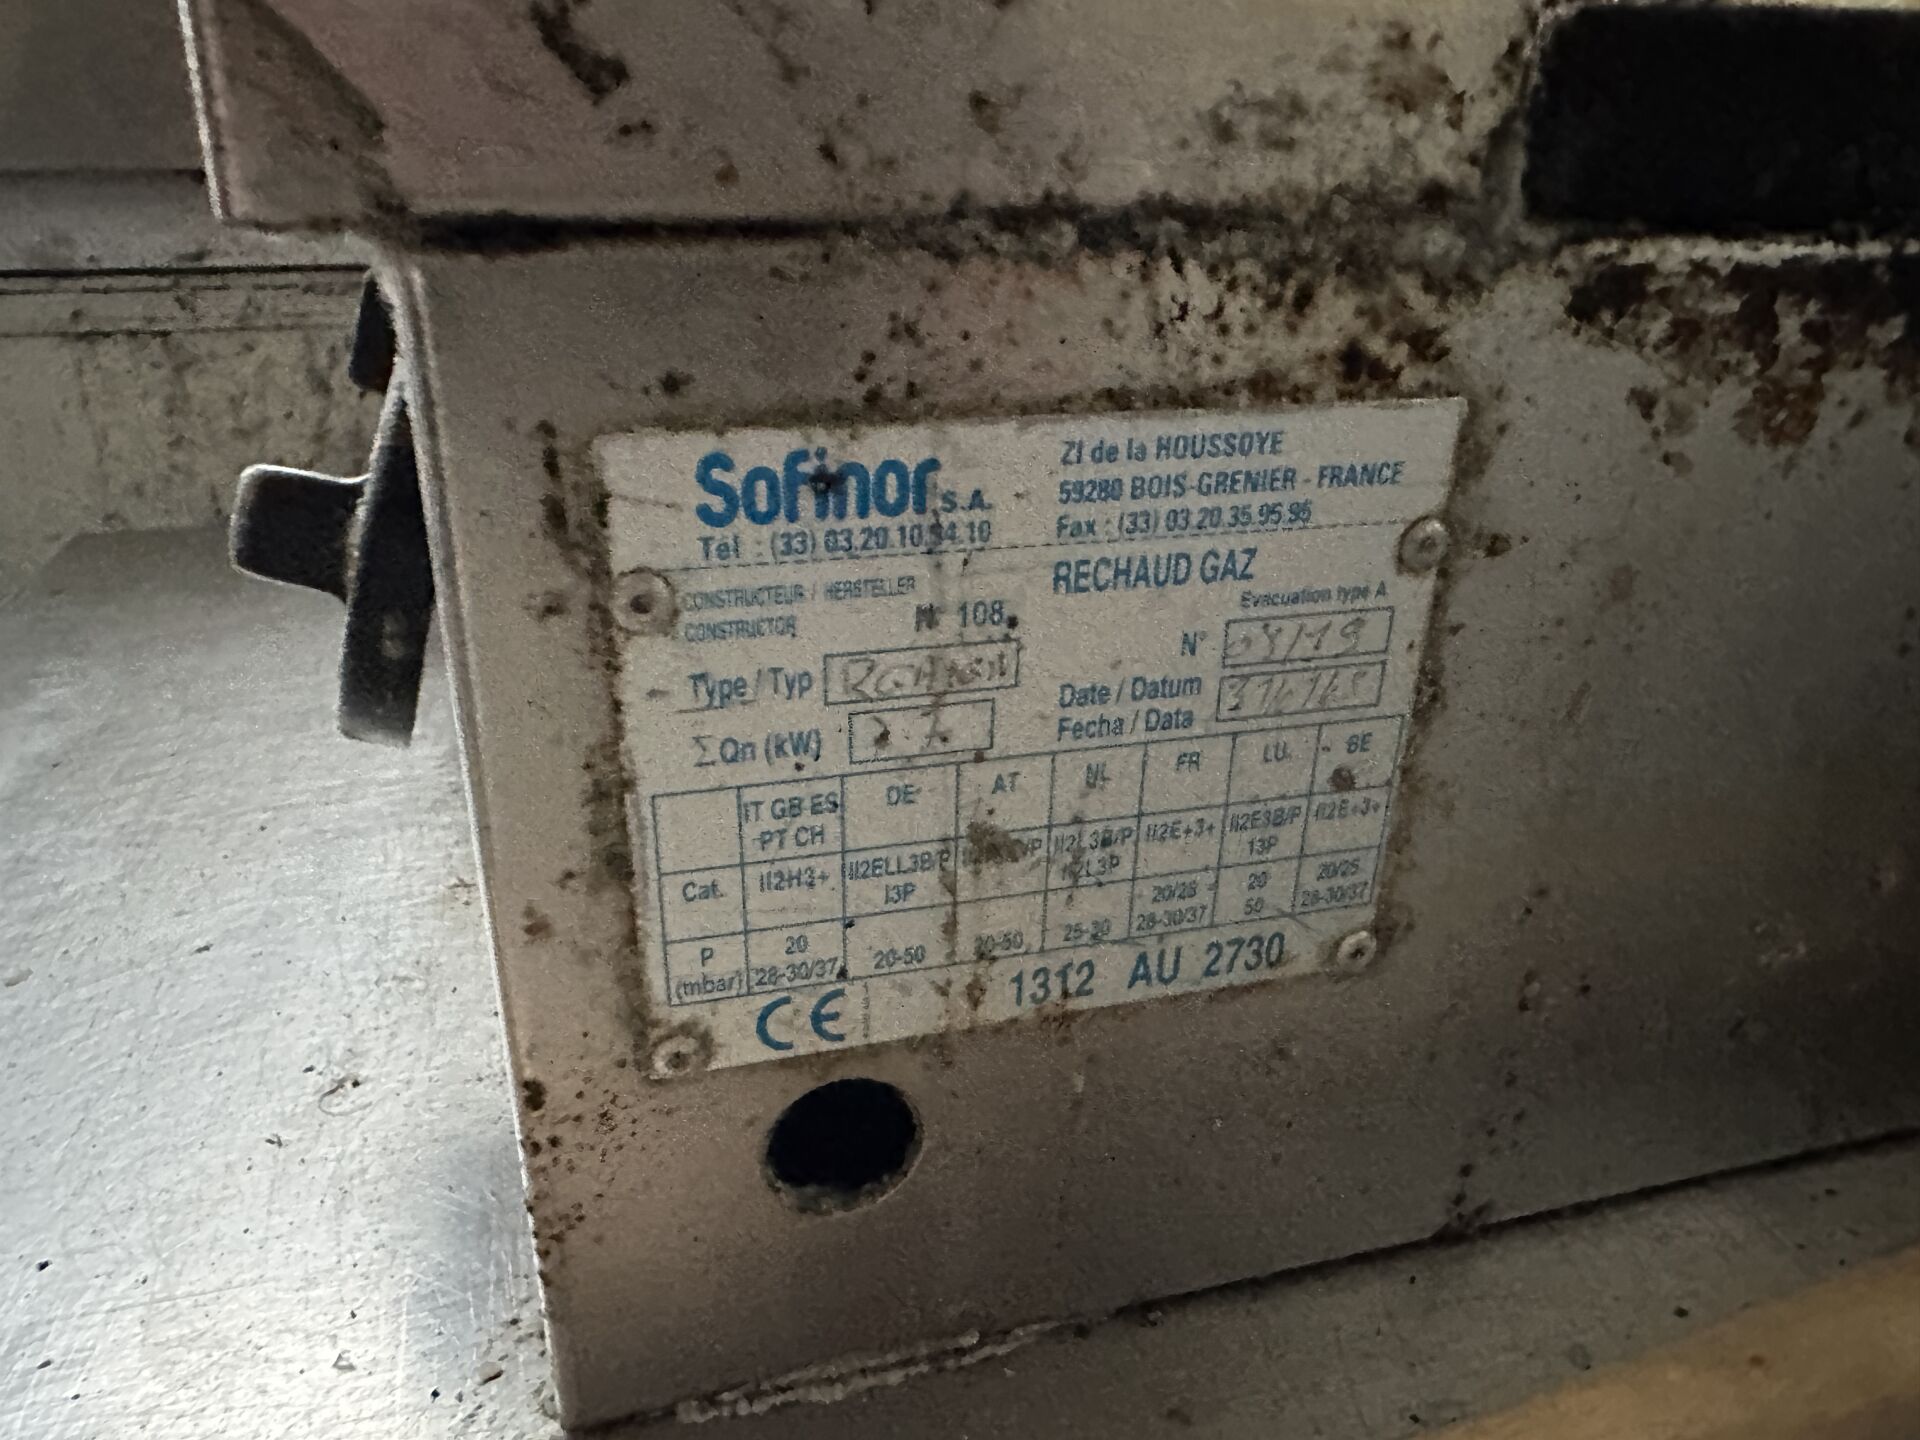 Sofinor S.A.
Tél : (33) 03.20.10.54.10
ZI de la HOUSSOYE
59280 BOIS-GRENIER - FRANCE
Fax : (33) 03.20.35.95.95
CONSTRUCTEUR / HERSTELLER
CONSTRUCTOR
N° 108
RECHAUD GAZ
Evacuation type A
Type / Typ
N°
ΣQn (kW)
Date / Datum
Fecha / Data
IT GB ES DE AT NL FR LU BE
PT CH
Cat. II2H3+ II2ELL3B/P II2L3B/P II2E+3+ II2E3B/P II2E+3+
I3P II2L3P I3P
P 20 20/25 20 20/25
(mbar) 28-30/37 20-50 20-50 25-30 28-30/37 50 28-30/37
CE 1312 AU 2730